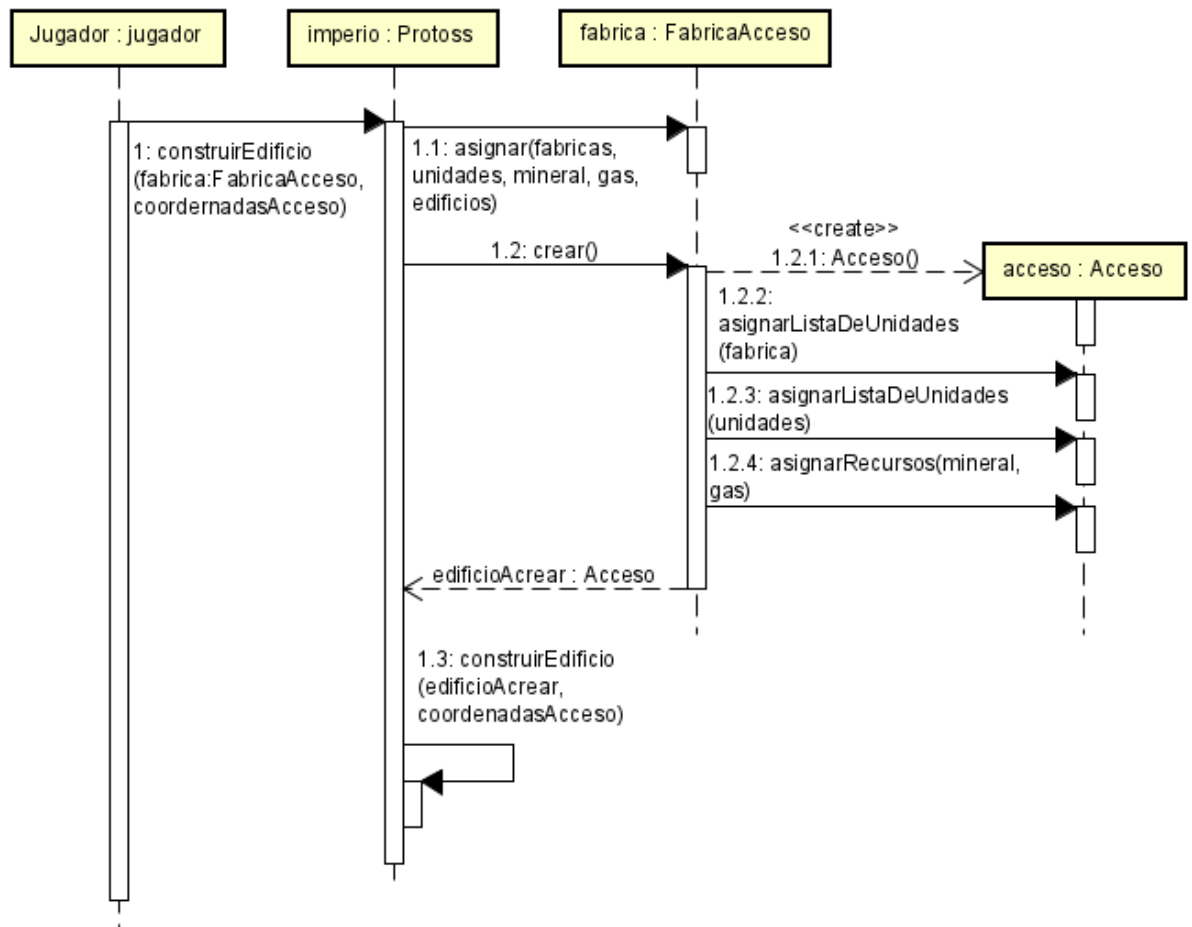 Jugador : jugador
imperio : Protoss
fabrica : FabricaAcceso
1: construirEdificio
(fabrica:FabricaAcceso,
coordernadasAcceso)
1.1: asignar(fabricas,
unidades, mineral, gas,
edificios)
1.2: crear()
<<create>>
1.2.1: Acceso()
acceso : Acceso
1.2.2:
asignarListaDeUnidades
(fabrica)
1.2.3: asignarListaDeUnidades
(unidades)
1.2.4: asignarRecursos(mineral,
gas)
edificioAcrear : Acceso
1.3: construirEdificio
(edificioAcrear,
coordenadasAcceso)